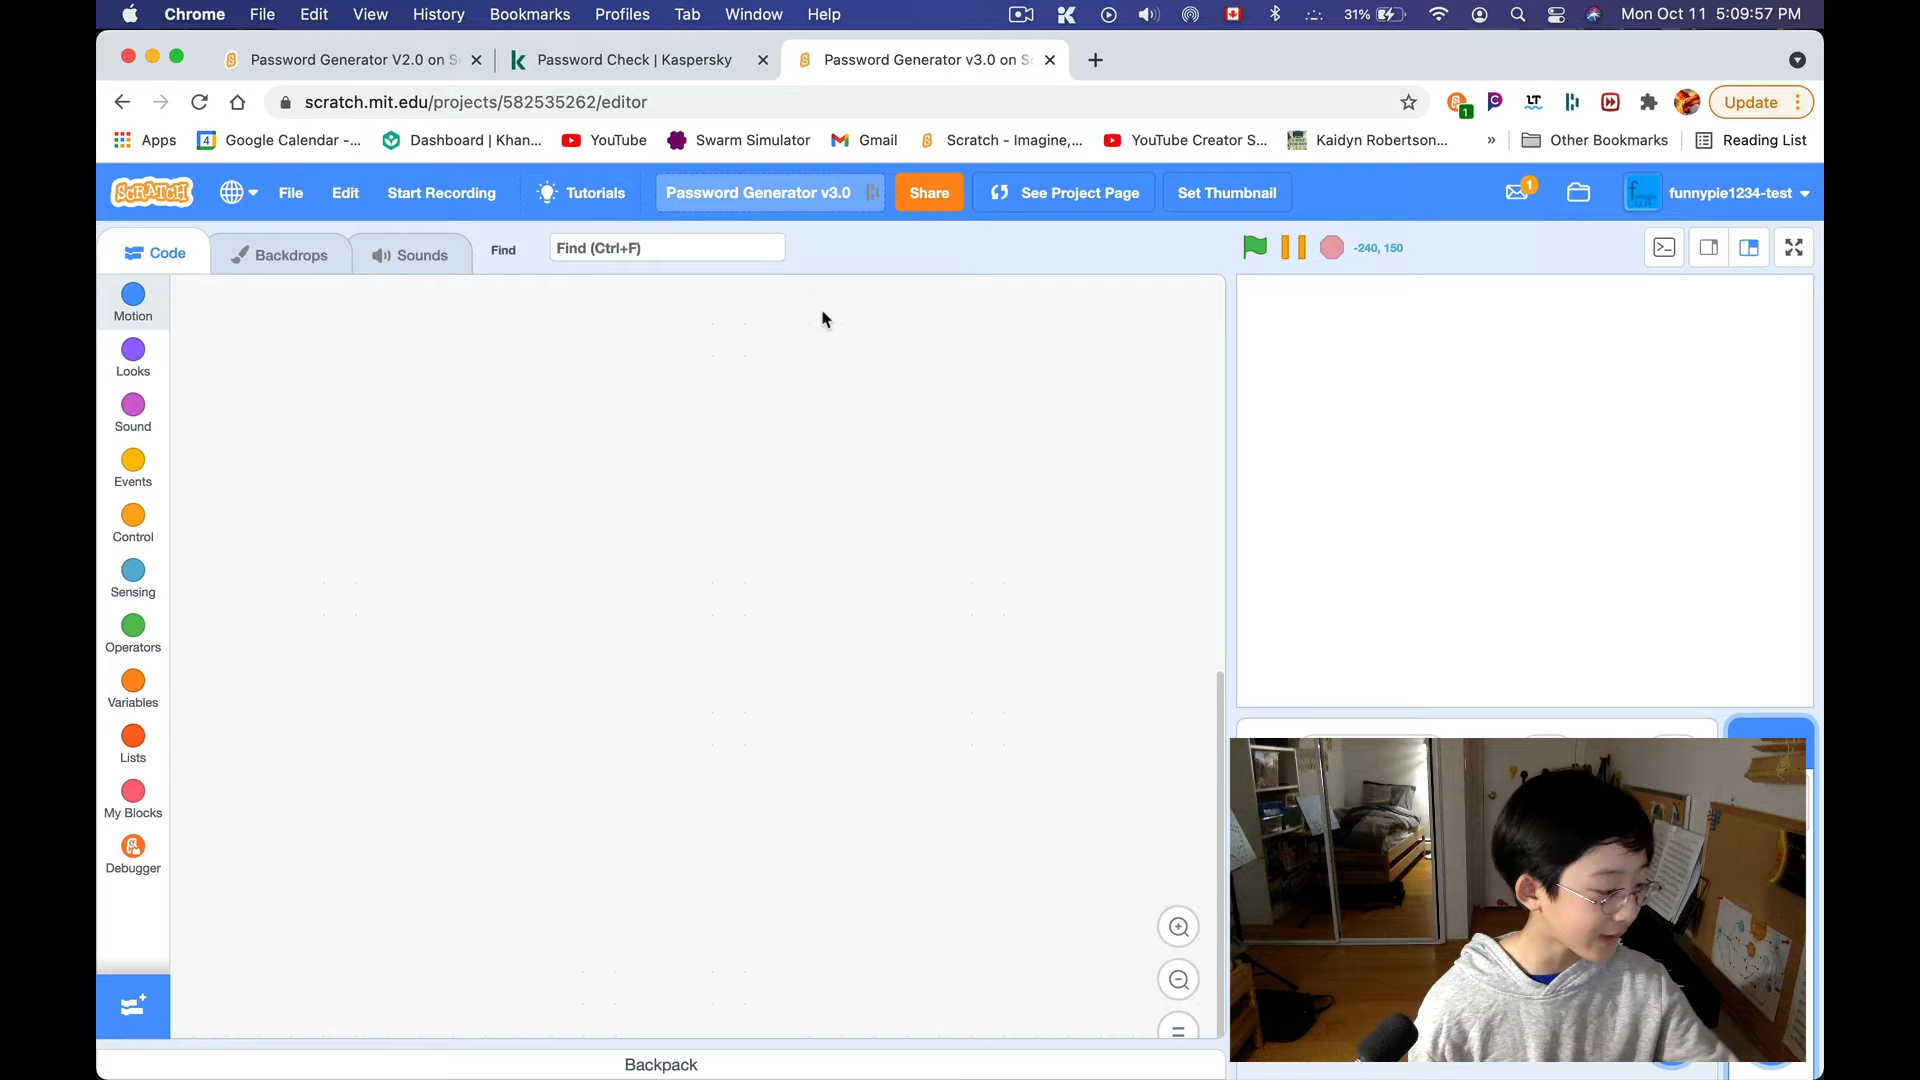 Chrome File Edit View History Bookmarks Profiles Tab Window Help 31% Mon Oct 11 5:09:57 PM
Password Generator V2.0 on S Password Check | Kaspersky Password Generator v3.0 on Sc
scratch.mit.edu/projects/582535262/editor LT 1 Update
Apps 4 Google Calendar -... Dashboard | Khan... YouTube Swarm Simulator Gmail Scratch - Imagine,... YouTube Creator S... Kaidyn Robertson... » Other Bookmarks Reading List
SCRATCH File Edit Start Recording Tutorials Password Generator v3.0 Share See Project Page Set Thumbnail 1 funnypie1234-test
Code Backdrops Sounds Find Find (Ctrl+F) -240, 150
Motion
Looks
Sound
Events
Control
Sensing
Operators
Variables
Lists
My Blocks
Debugger
Backpack